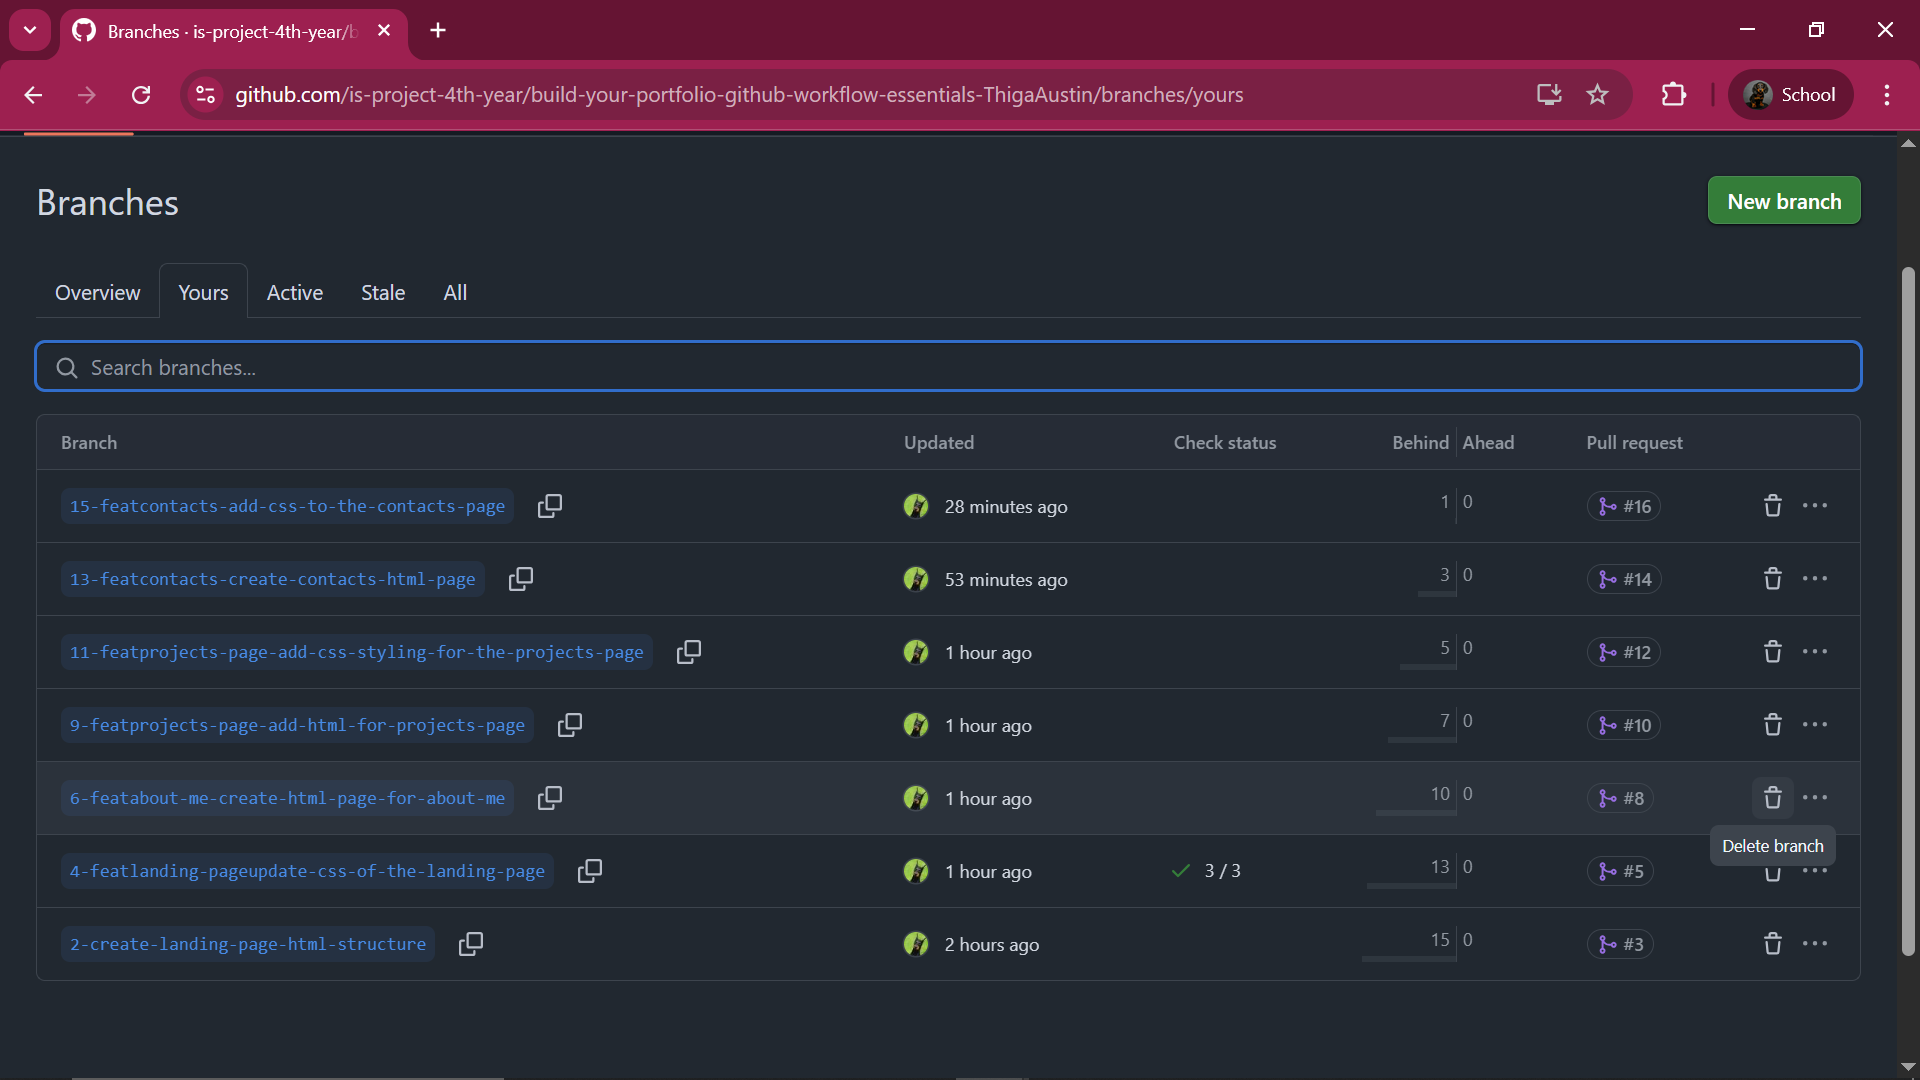 Branches · is-project-4th-year/b
github.com/is-project-4th-year/build-your-portfolio-github-workflow-essentials-ThigaAustin/branches/yours
School
Branches
New branch
Overview
Yours
Active
Stale
All
Search branches...
Branch Updated Check status Behind Ahead Pull request
15-featcontacts-add-css-to-the-contacts-page 28 minutes ago 1 0 #16
13-featcontacts-create-contacts-html-page 53 minutes ago 3 0 #14
11-featprojects-page-add-css-styling-for-the-projects-page 1 hour ago 5 0 #12
9-featprojects-page-add-html-for-projects-page 1 hour ago 7 0 #10
6-featabout-me-create-html-page-for-about-me 1 hour ago 10 0 #8
Delete branch
4-featlanding-pageupdate-css-of-the-landing-page 1 hour ago 3 / 3 13 0 #5
2-create-landing-page-html-structure 2 hours ago 15 0 #3